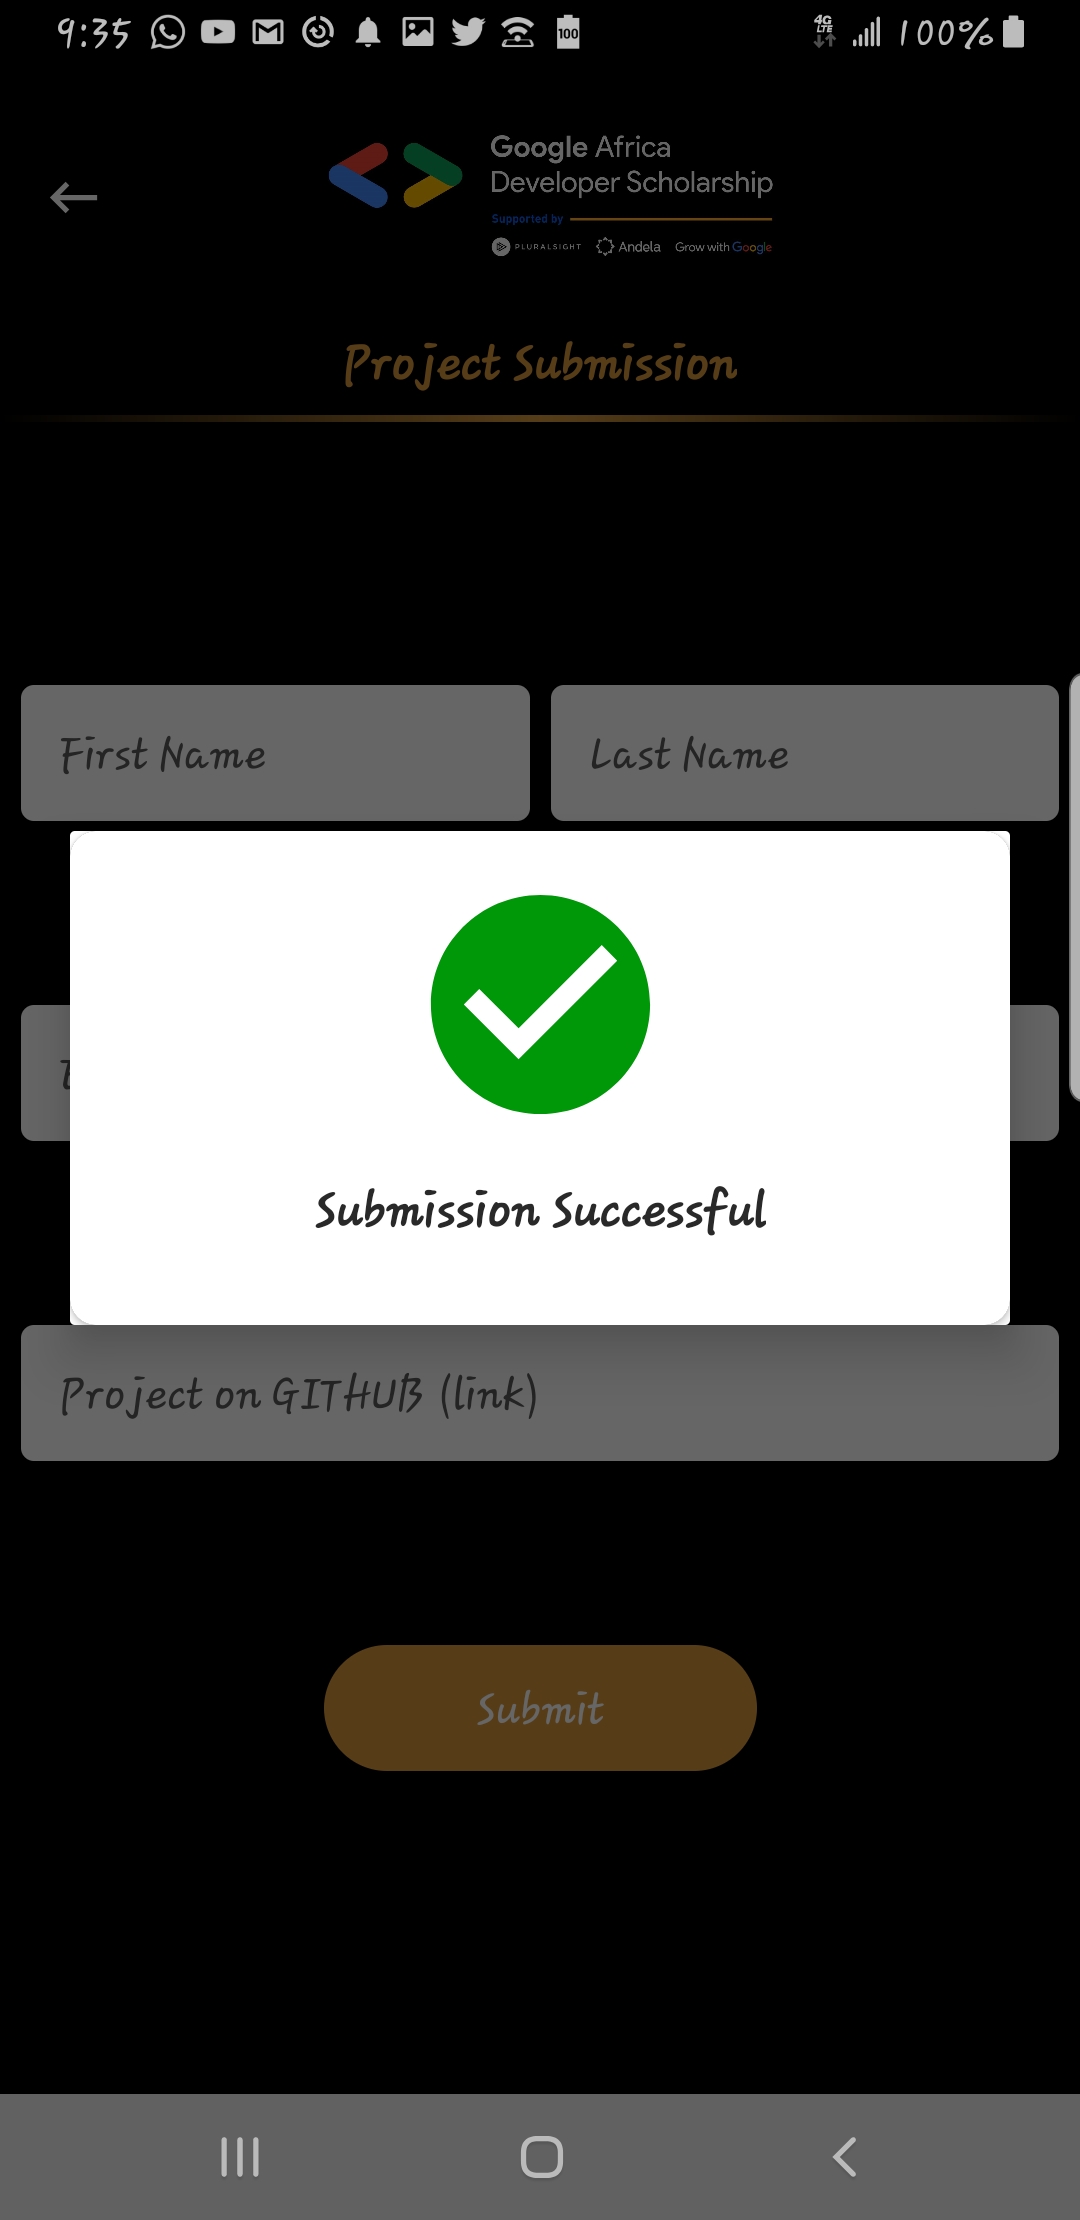 9:35
100
4G
LTE
100%
Google Africa
Developer Scholarship
Supported by
PLURALSIGHT Andela Grow with Google
Project Submission
First Name
Last Name
Submission Successful
Project on GITHUB (link)
Submit